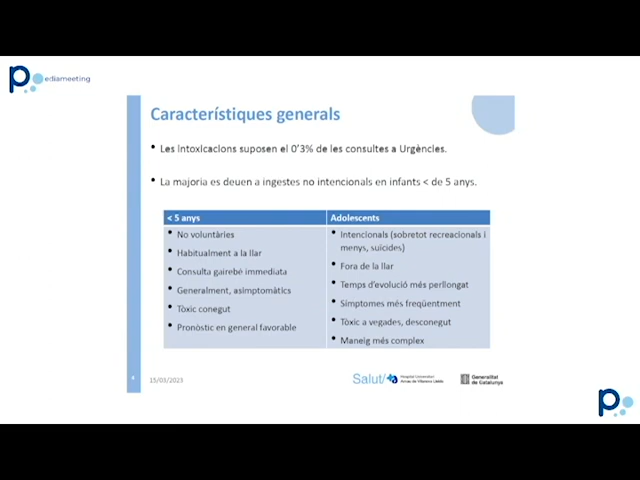 Pediameeting
Característiques generals
• Les intoxicacions suposen el 0'3% de les consultes a Urgències.
• La majoria es deuen a ingestes no intencionals en infants < de 5 anys.
< 5 anys
• No voluntàries
• Habitualment a la llar
• Consulta gairebé immediata
• Generalment, asimptomàtics
• Tòxic conegut
• Pronòstic en general favorable
Adolescents
• Intencionals (sobretot recreacionals i
menys, suïcides)
• Fora de la llar
• Temps d'evolució més perllongat
• Símptomes més freqüentment
• Tòxic a vegades, desconegut
• Maneig més complex
15/03/2023
Salut/
Hospital Universitari
Arnau de Vilanova Lleida
Generalitat
de Catalunya
P